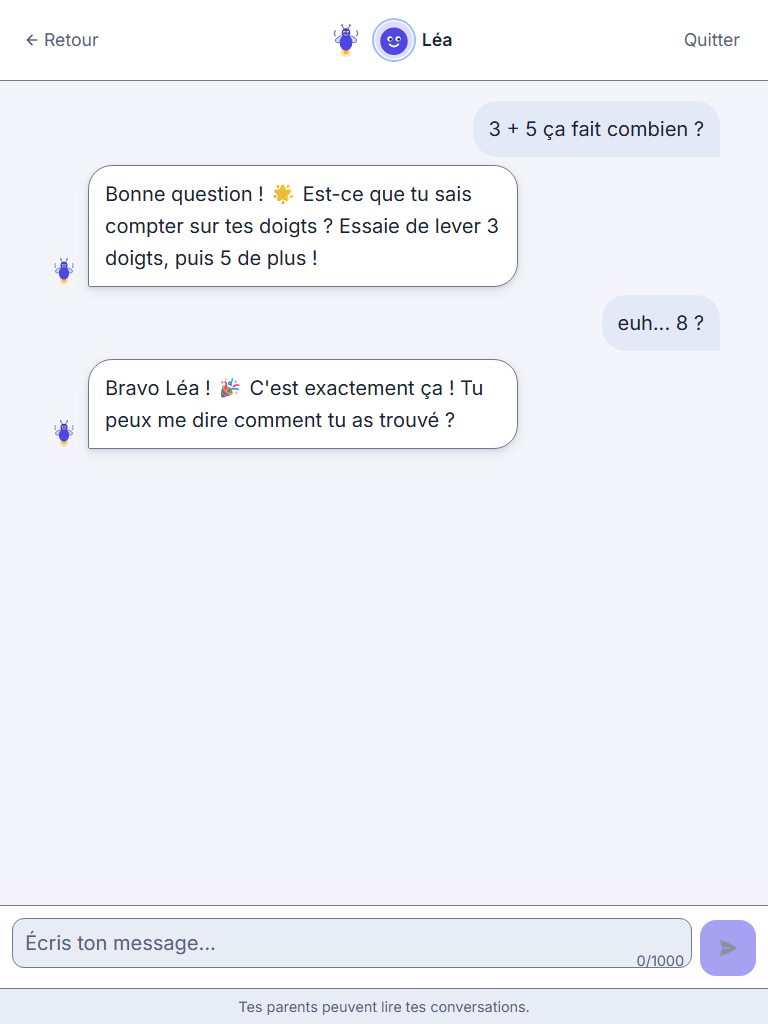 ← Retour
Léa
Quitter
3 + 5 ça fait combien ?
Bonne question ! 🌟 Est-ce que tu sais
compter sur tes doigts ? Essaie de lever 3
doigts, puis 5 de plus !
euh... 8 ?
Bravo Léa ! 🎉 C'est exactement ça ! Tu
peux me dire comment tu as trouvé ?
Écris ton message...
0/1000
Tes parents peuvent lire tes conversations.